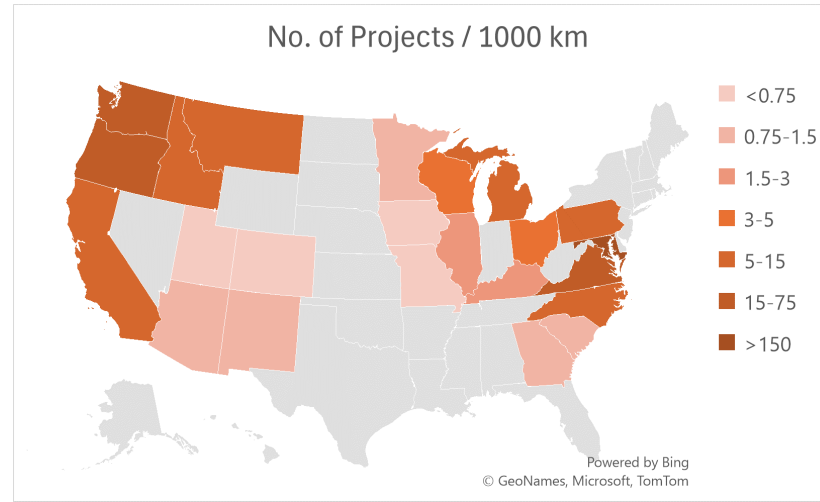 No. of Projects / 1000 km
<0.75
0.75-1.5
1.5-3
3-5
5-15
15-75
>150
Powered by Bing
© GeoNames, Microsoft, TomTom